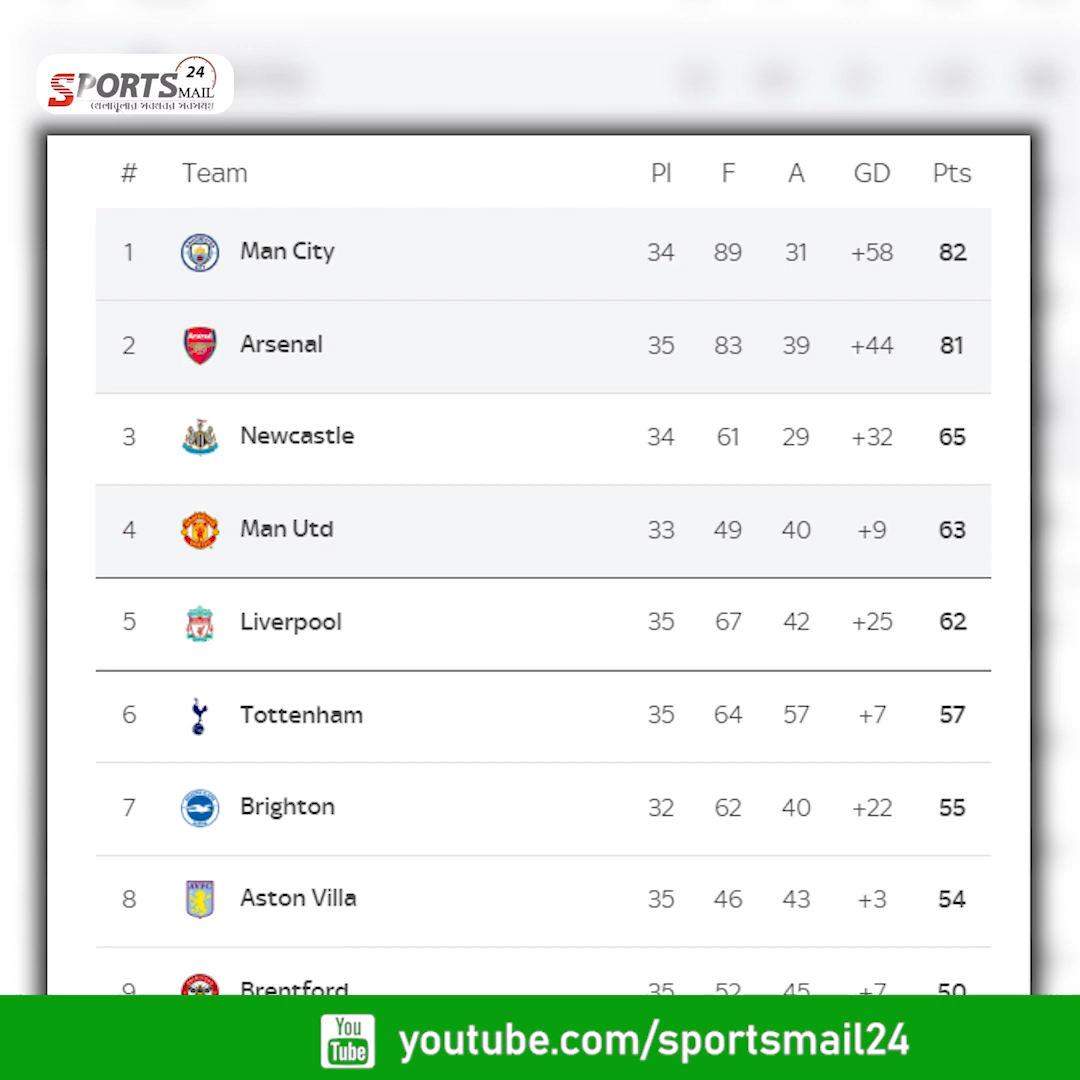 SPORTS 24 MAIL
খেলাধুলার সবখবর সবসময়
# Team Pl F A GD Pts
1 Man City 34 89 31 +58 82
2 Arsenal 35 83 39 +44 81
3 Newcastle 34 61 29 +32 65
4 Man Utd 33 49 40 +9 63
5 Liverpool 35 67 42 +25 62
6 Tottenham 35 64 57 +7 57
7 Brighton 32 62 40 +22 55
8 Aston Villa 35 46 43 +3 54
9 Brentford 35 52 45 +7 50
You Tube youtube.com/sportsmail24